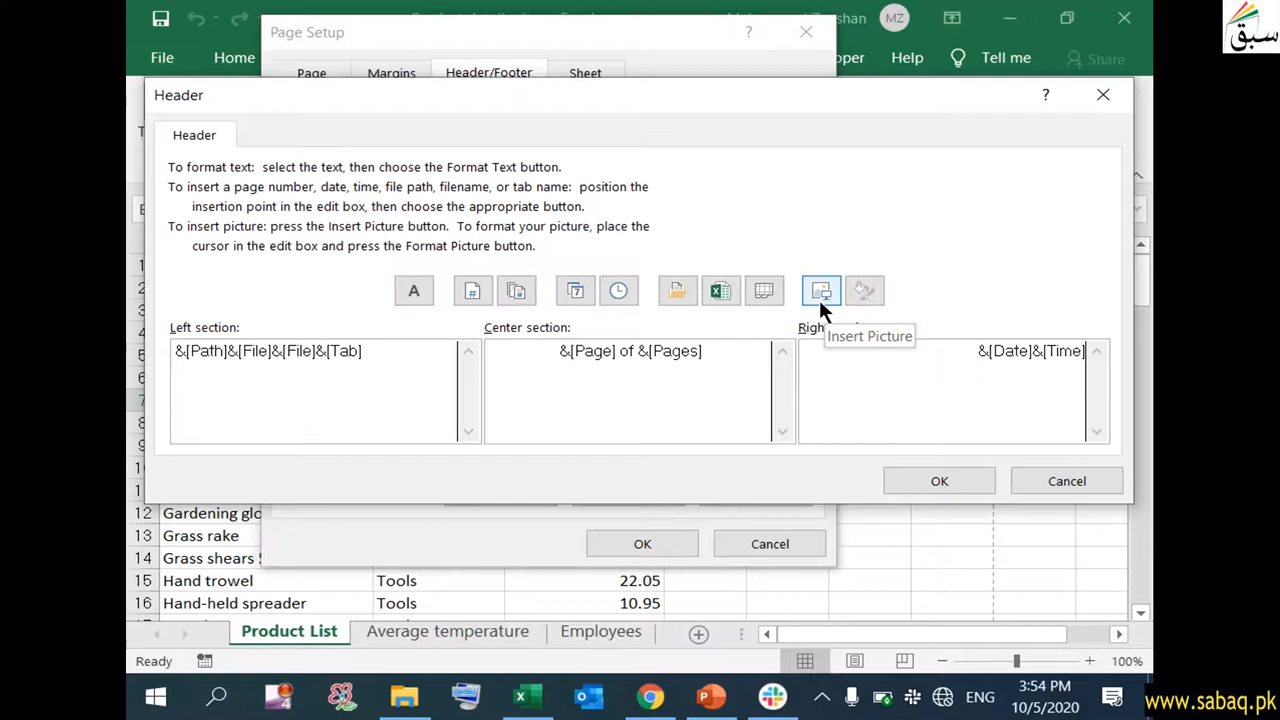 Page Setup
?
MZ
سبق
File
Home
oper
Help
Tell me
Share
Page
Margins
Header/Footer
Sheet
Header
?
Header
To format text: select the text, then choose the Format Text button.
To insert a page number, date, time, file path, filename, or tab name: position the
insertion point in the edit box, then choose the appropriate button.
To insert picture: press the Insert Picture button. To format your picture, place the
cursor in the edit box and press the Format Picture button.
A
Left section:
Center section:
Insert Picture
&[Path]&[File]&[File]&[Tab]
&[Page] of &[Pages]
&[Date]&[Time]
OK
Cancel
12 Gardening glo
13 Grass rake
14 Grass shears
OK
Cancel
15 Hand trowel Tools 22.05
16 Hand-held spreader Tools 10.95
Product List
Average temperature
Employees
Ready
100%
ENG
3:54 PM
10/5/2020
www.sabaq.pk